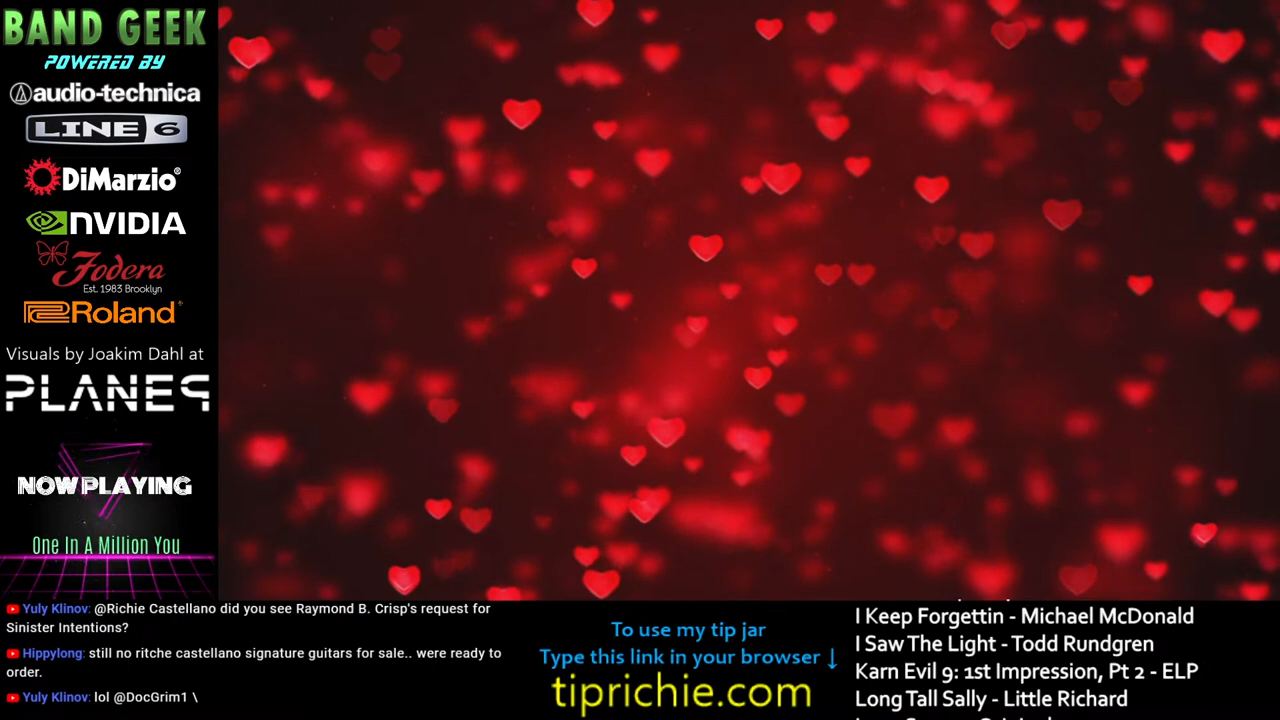 BAND GEEK
POWERED BY
audio-technica
LINE 6
DiMarzio®
NVIDIA
Fodera
Est. 1983 Brooklyn
Roland
Visuals by Joakim Dahl at
PLANE9
NOW PLAYING
One In A Million You
Yuly Klinov: @Richie Castellano did you see Raymond B. Crisp's request for
Sinister Intentions?
Hippylong: still no ritche castellano signature guitars for sale.. were ready to
order.
Yuly Klinov: lol @DocGrim1 \
To use my tip jar
Type this link in your browser ↓
tiprichie.com
I Keep Forgettin - Michael McDonald
I Saw The Light - Todd Rundgren
Karn Evil 9: 1st Impression, Pt 2 - ELP
Long Tall Sally - Little Richard